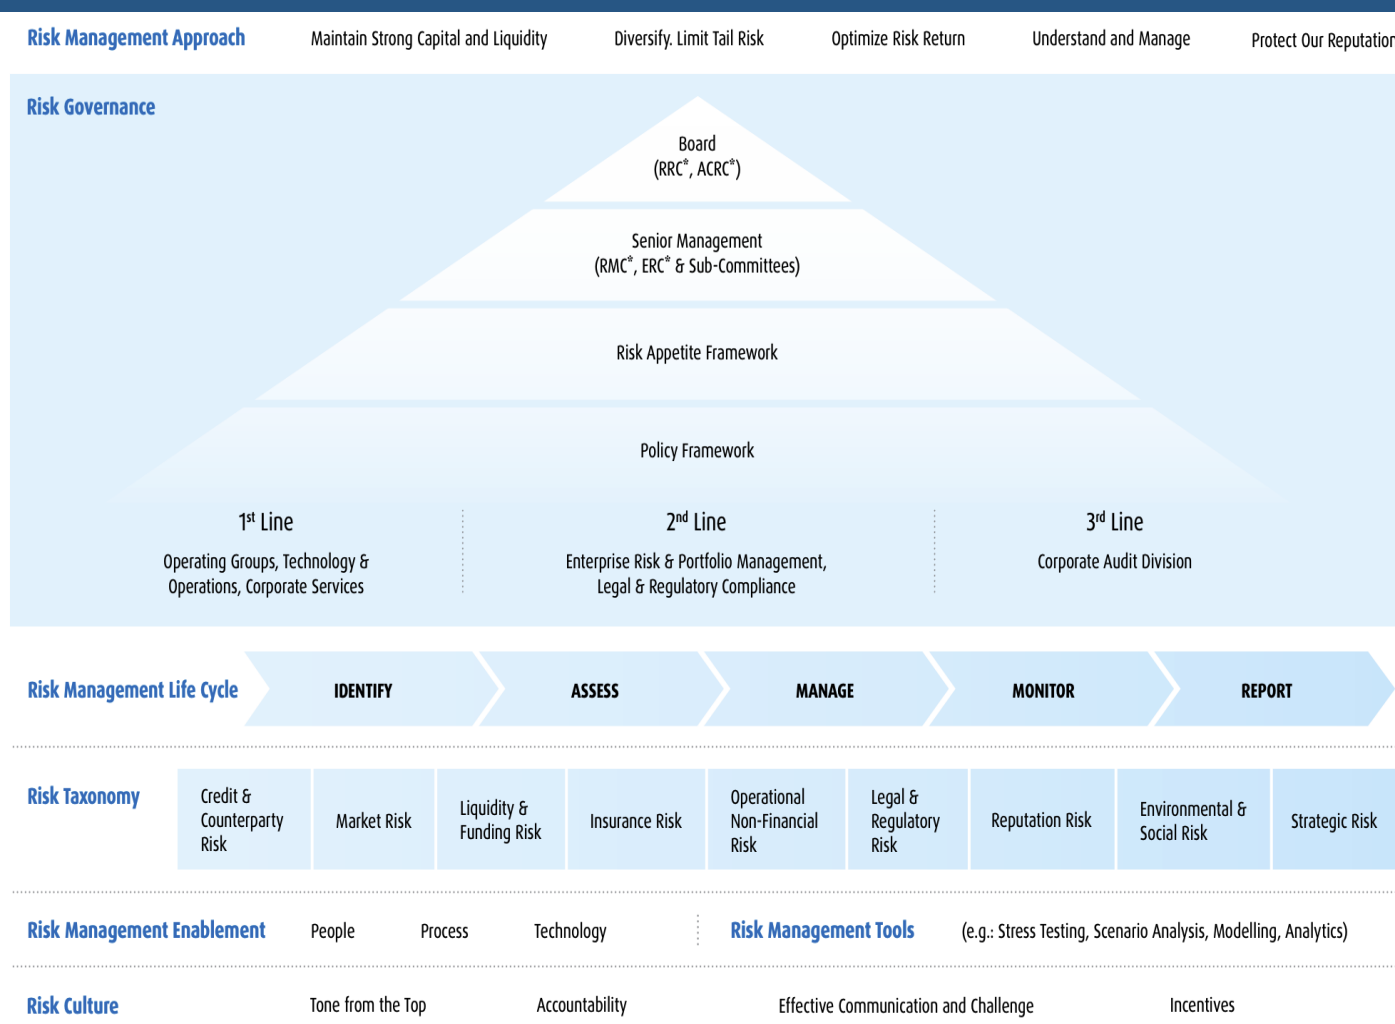 Risk Management Approach Maintain Strong Capital and Liquidity Diversify. Limit Tail Risk Optimize Risk Return Understand and Manage Protect Our Reputation
Risk Governance
Board
(RRC*, ACRC*)
Senior Management
(RMC*, ERC* & Sub-Committees)
Risk Appetite Framework
Policy Framework
1st Line
Operating Groups, Technology &
Operations, Corporate Services
2nd Line
Enterprise Risk & Portfolio Management,
Legal & Regulatory Compliance
3rd Line
Corporate Audit Division
Risk Management Life Cycle IDENTIFY ASSESS MANAGE MONITOR REPORT
Risk Taxonomy
Credit &
Counterparty
Risk
Market Risk
Liquidity &
Funding Risk
Insurance Risk
Operational
Non-Financial
Risk
Legal &
Regulatory
Risk
Reputation Risk
Environmental &
Social Risk
Strategic Risk
Risk Management Enablement People Process Technology
Risk Management Tools (e.g.: Stress Testing, Scenario Analysis, Modelling, Analytics)
Risk Culture Tone from the Top Accountability Effective Communication and Challenge Incentives